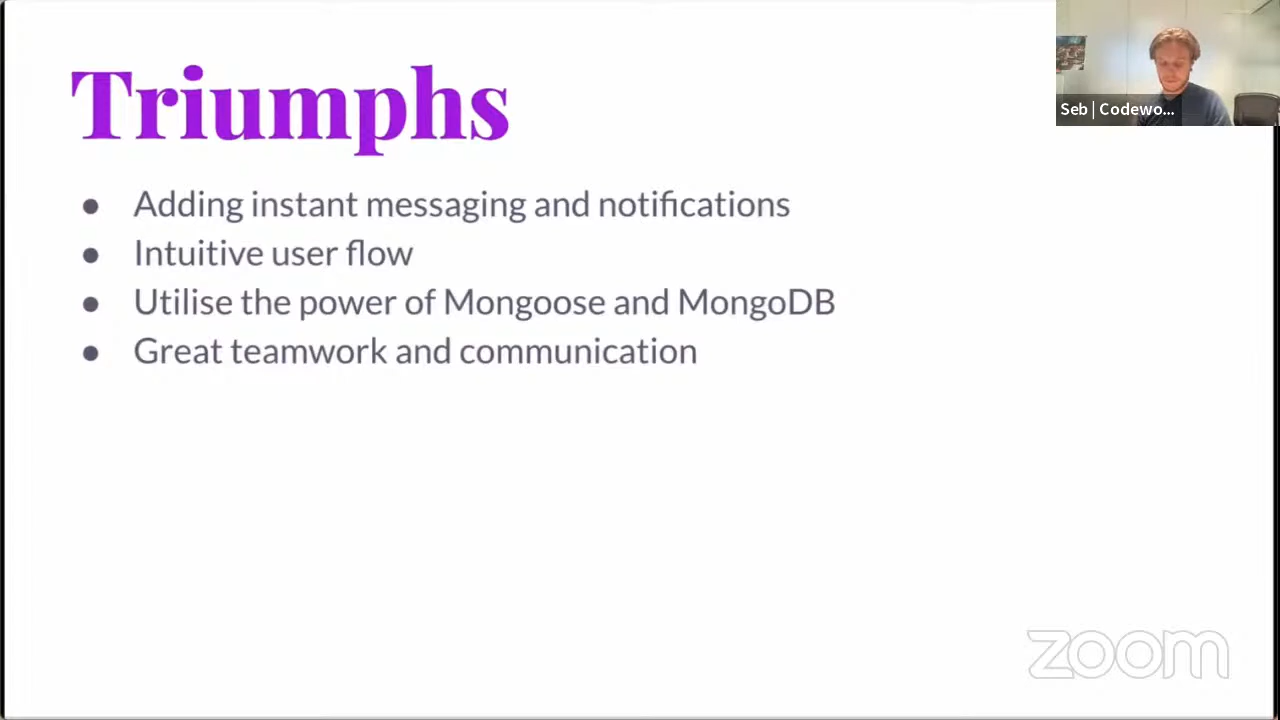 Triumphs
Seb | Codewo...
● Adding instant messaging and notifications
● Intuitive user flow
● Utilise the power of Mongoose and MongoDB
● Great teamwork and communication
zoom